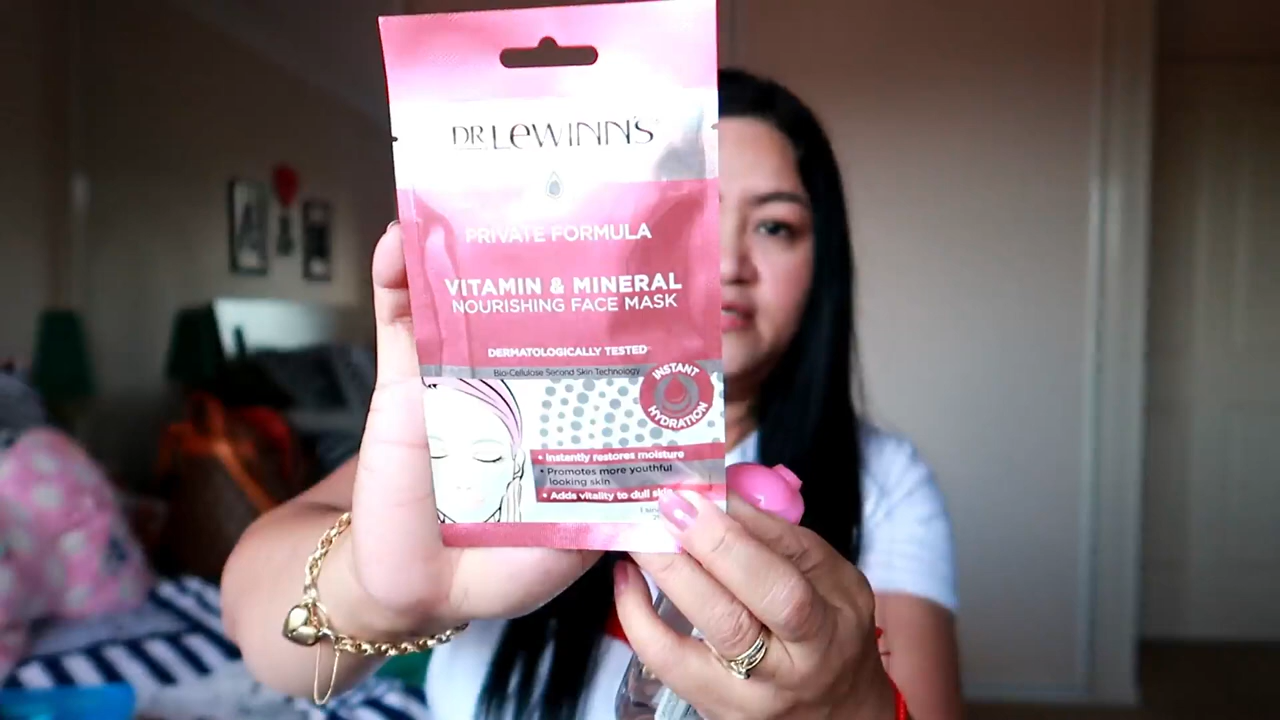 DR. LeWINN'S
PRIVATE FORMULA
VITAMIN & MINERAL
NOURISHING FACE MASK
DERMATOLOGICALLY TESTED
Bio-Cellulose Second Skin Technology
INSTANT
HYDRATION
• Instantly restores moisture
• Promotes more youthful
looking skin
• Adds vitality to dull skin